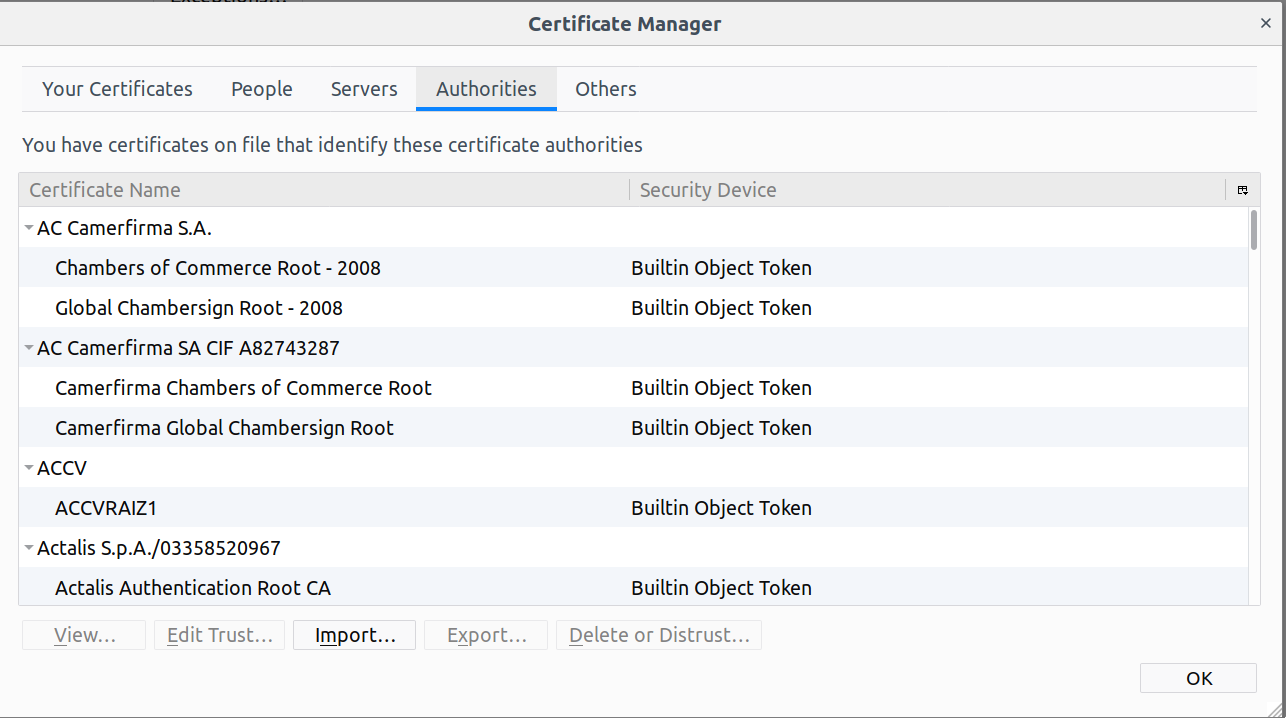 Certificate Manager
Your Certificates People Servers Authorities Others
You have certificates on file that identify these certificate authorities
Certificate Name Security Device
AC Camerfirma S.A.
Chambers of Commerce Root - 2008 Builtin Object Token
Global Chambersign Root - 2008 Builtin Object Token
AC Camerfirma SA CIF A82743287
Camerfirma Chambers of Commerce Root Builtin Object Token
Camerfirma Global Chambersign Root Builtin Object Token
ACCV
ACCVRAIZ1 Builtin Object Token
Actalis S.p.A./03358520967
Actalis Authentication Root CA Builtin Object Token
View... Edit Trust... Import... Export... Delete or Distrust...
OK